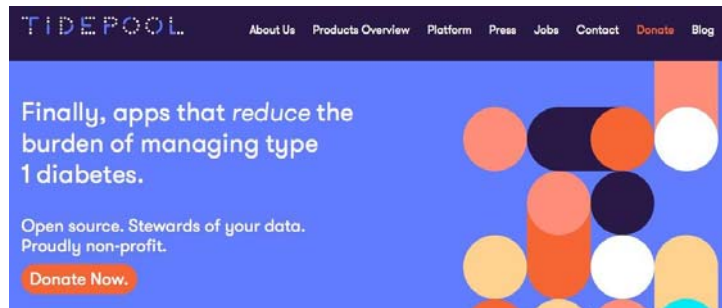 TIDEPOOL About Us Products Overview Platform Press Jobs Contact Donate Blog
Finally, apps that reduce the
burden of managing type
1 diabetes.
Open source. Stewards of your data.
Proudly non-profit.
Donate Now.